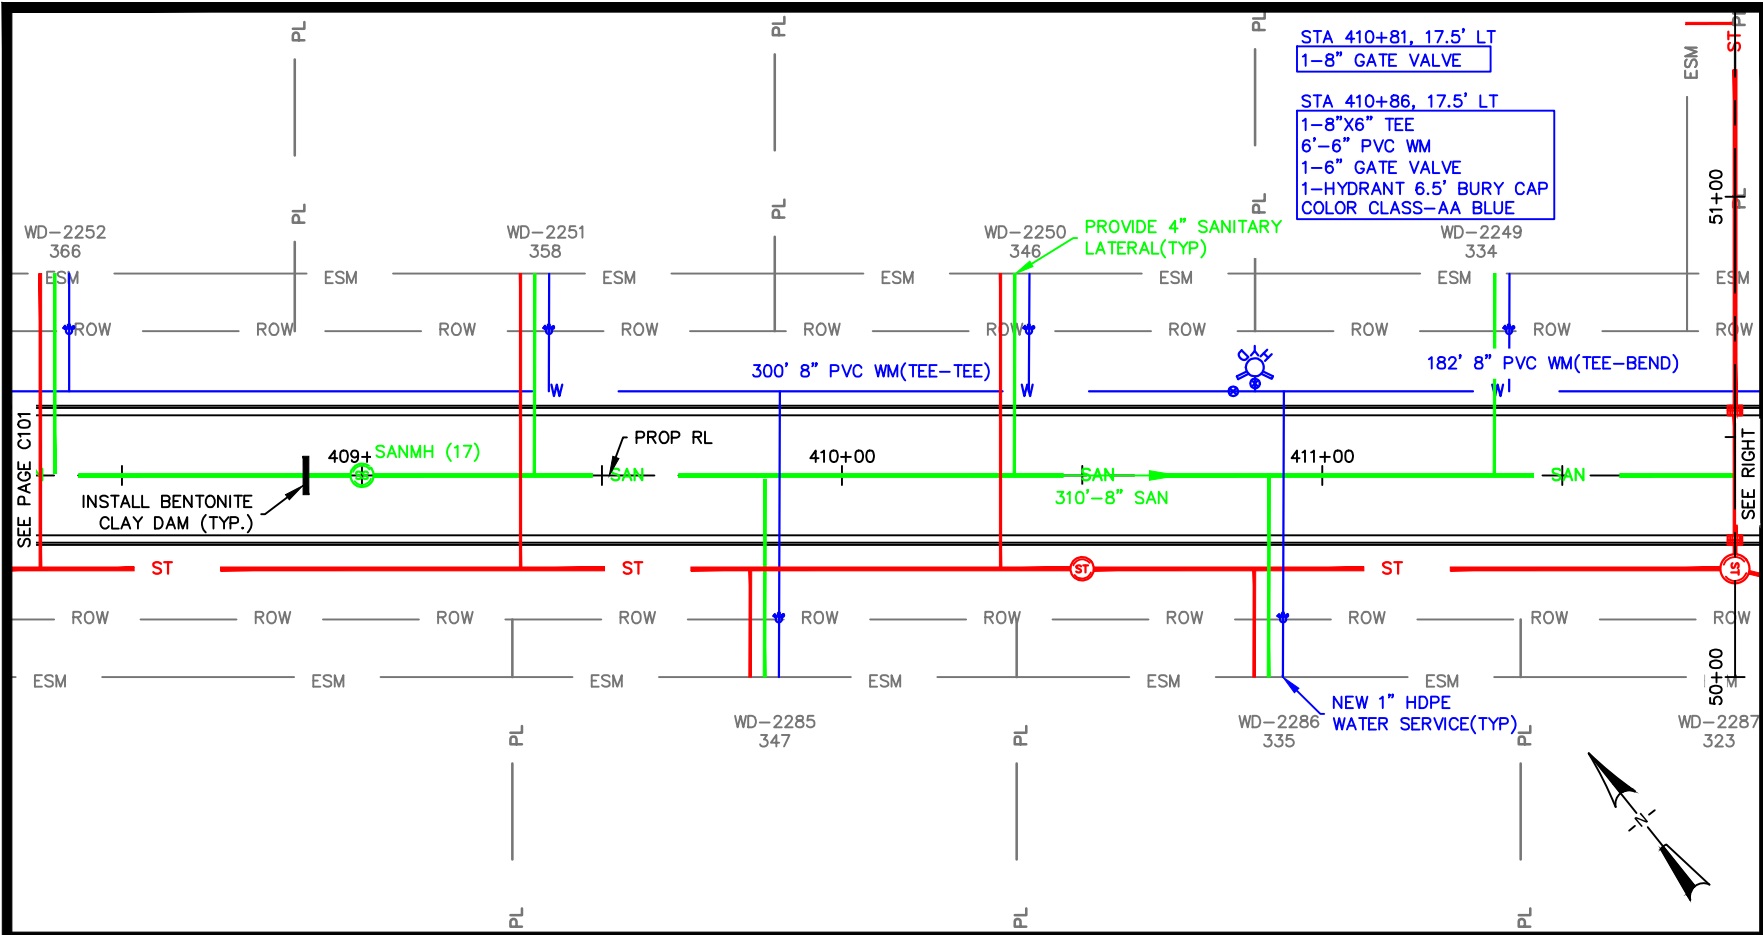 PL
PL
PL
PL
STA 410+81, 17.5' LT
1-8" GATE VALVE
ESM
ST
STA 410+86, 17.5' LT
1-8"X6" TEE
6'-6" PVC WM
1-6" GATE VALVE
1-HYDRANT 6.5' BURY CAP
COLOR CLASS-AA BLUE
51+00
PL
PL
PL
PL
WD-2252
366
WD-2251
358
WD-2250
346
PROVIDE 4" SANITARY
LATERAL(TYP)
WD-2249
334
ESM
ESM
ESM
ESM
ESM
ESM
ESM
ROW
ROW
ROW
ROW
ROW
ROW
ROW
ROW
ROW
ROW
HYD
300' 8" PVC WM(TEE-TEE)
182' 8" PVC WM(TEE-BEND)
W
W
W
SEE PAGE C101
409+
SANMH (17)
PROP RL
410+00
411+00
SEE RIGHT
SAN
SAN
SAN
310'-8" SAN
INSTALL BENTONITE
CLAY DAM (TYP.)
ST
ST
ST
ST
ST
ROW
ROW
ROW
ROW
ROW
ROW
ROW
ROW
ROW
ROW
ESM
ESM
ESM
ESM
ESM
ESM
50+00
WD-2285
347
WD-2286
335
NEW 1" HDPE
WATER SERVICE(TYP)
WD-2287
323
PL
PL
PL
N
PL
PL
PL